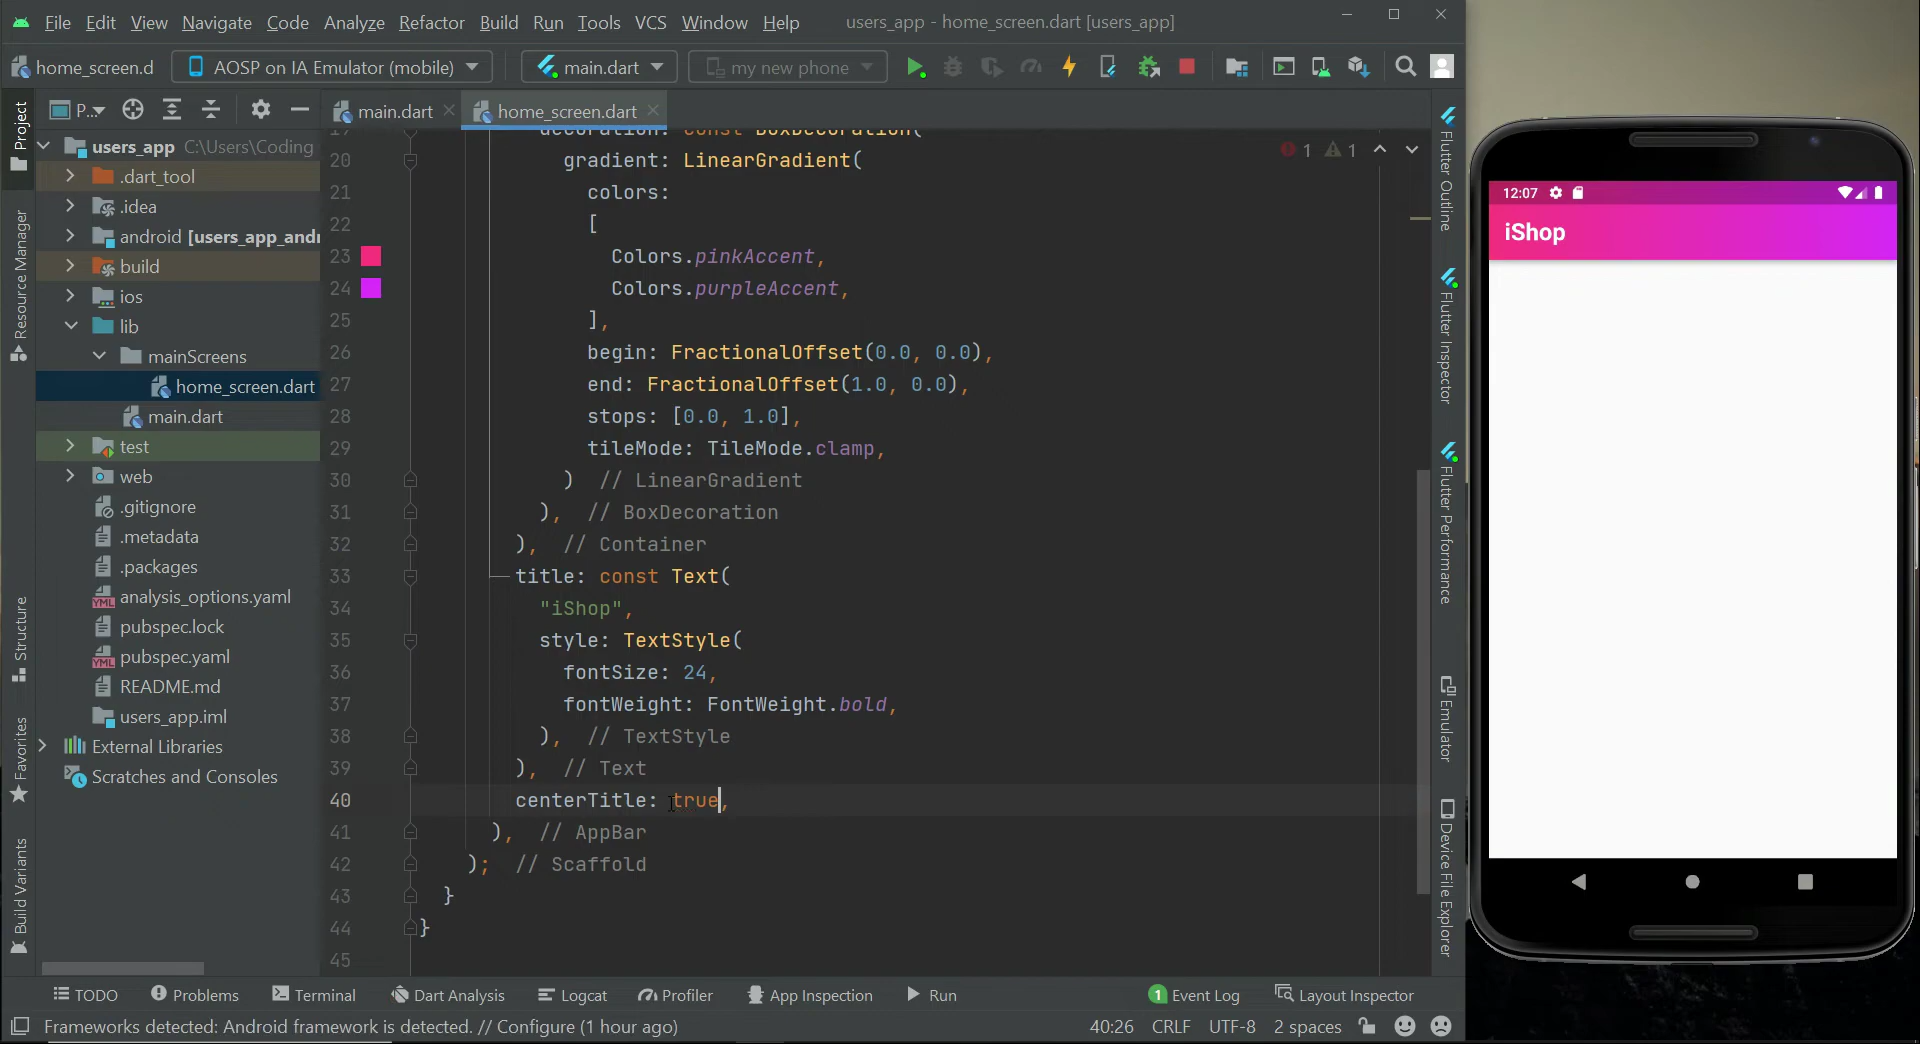 File Edit View Navigate Code Analyze Refactor Build Run Tools VCS Window Help users_app - home_screen.dart [users_app]
home_screen.d AOSP on IA Emulator (mobile) main.dart my new phone
P... main.dart home_screen.dart
users_app C:\Users\Coding
.dart_tool
.idea
android [users_app_andr
build
ios
lib
mainScreens
home_screen.dart
main.dart
test
web
.gitignore
.metadata
.packages
analysis_options.yaml
pubspec.lock
pubspec.yaml
README.md
users_app.iml
External Libraries
Scratches and Consoles
Project
Resource Manager
Structure
Favorites
Build Variants
19 decoration: const BoxDecoration(
20 gradient: LinearGradient(
21 colors:
22 [
23 Colors.pinkAccent,
24 Colors.purpleAccent,
25 ],
26 begin: FractionalOffset(0.0, 0.0),
27 end: FractionalOffset(1.0, 0.0),
28 stops: [0.0, 1.0],
29 tileMode: TileMode.clamp,
30 ) // LinearGradient
31 ), // BoxDecoration
32 ), // Container
33 title: const Text(
34 "iShop",
35 style: TextStyle(
36 fontSize: 24,
37 fontWeight: FontWeight.bold,
38 ), // TextStyle
39 ), // Text
40 centerTitle: true,
41 ), // AppBar
42 ); // Scaffold
43 }
44 }
45
1 1
Flutter Outline
Flutter Inspector
Flutter Performance
Emulator
Device File Explorer
12:07
iShop
TODO Problems Terminal Dart Analysis Logcat Profiler App Inspection Run 1 Event Log Layout Inspector
Frameworks detected: Android framework is detected. // Configure (1 hour ago) 40:26 CRLF UTF-8 2 spaces